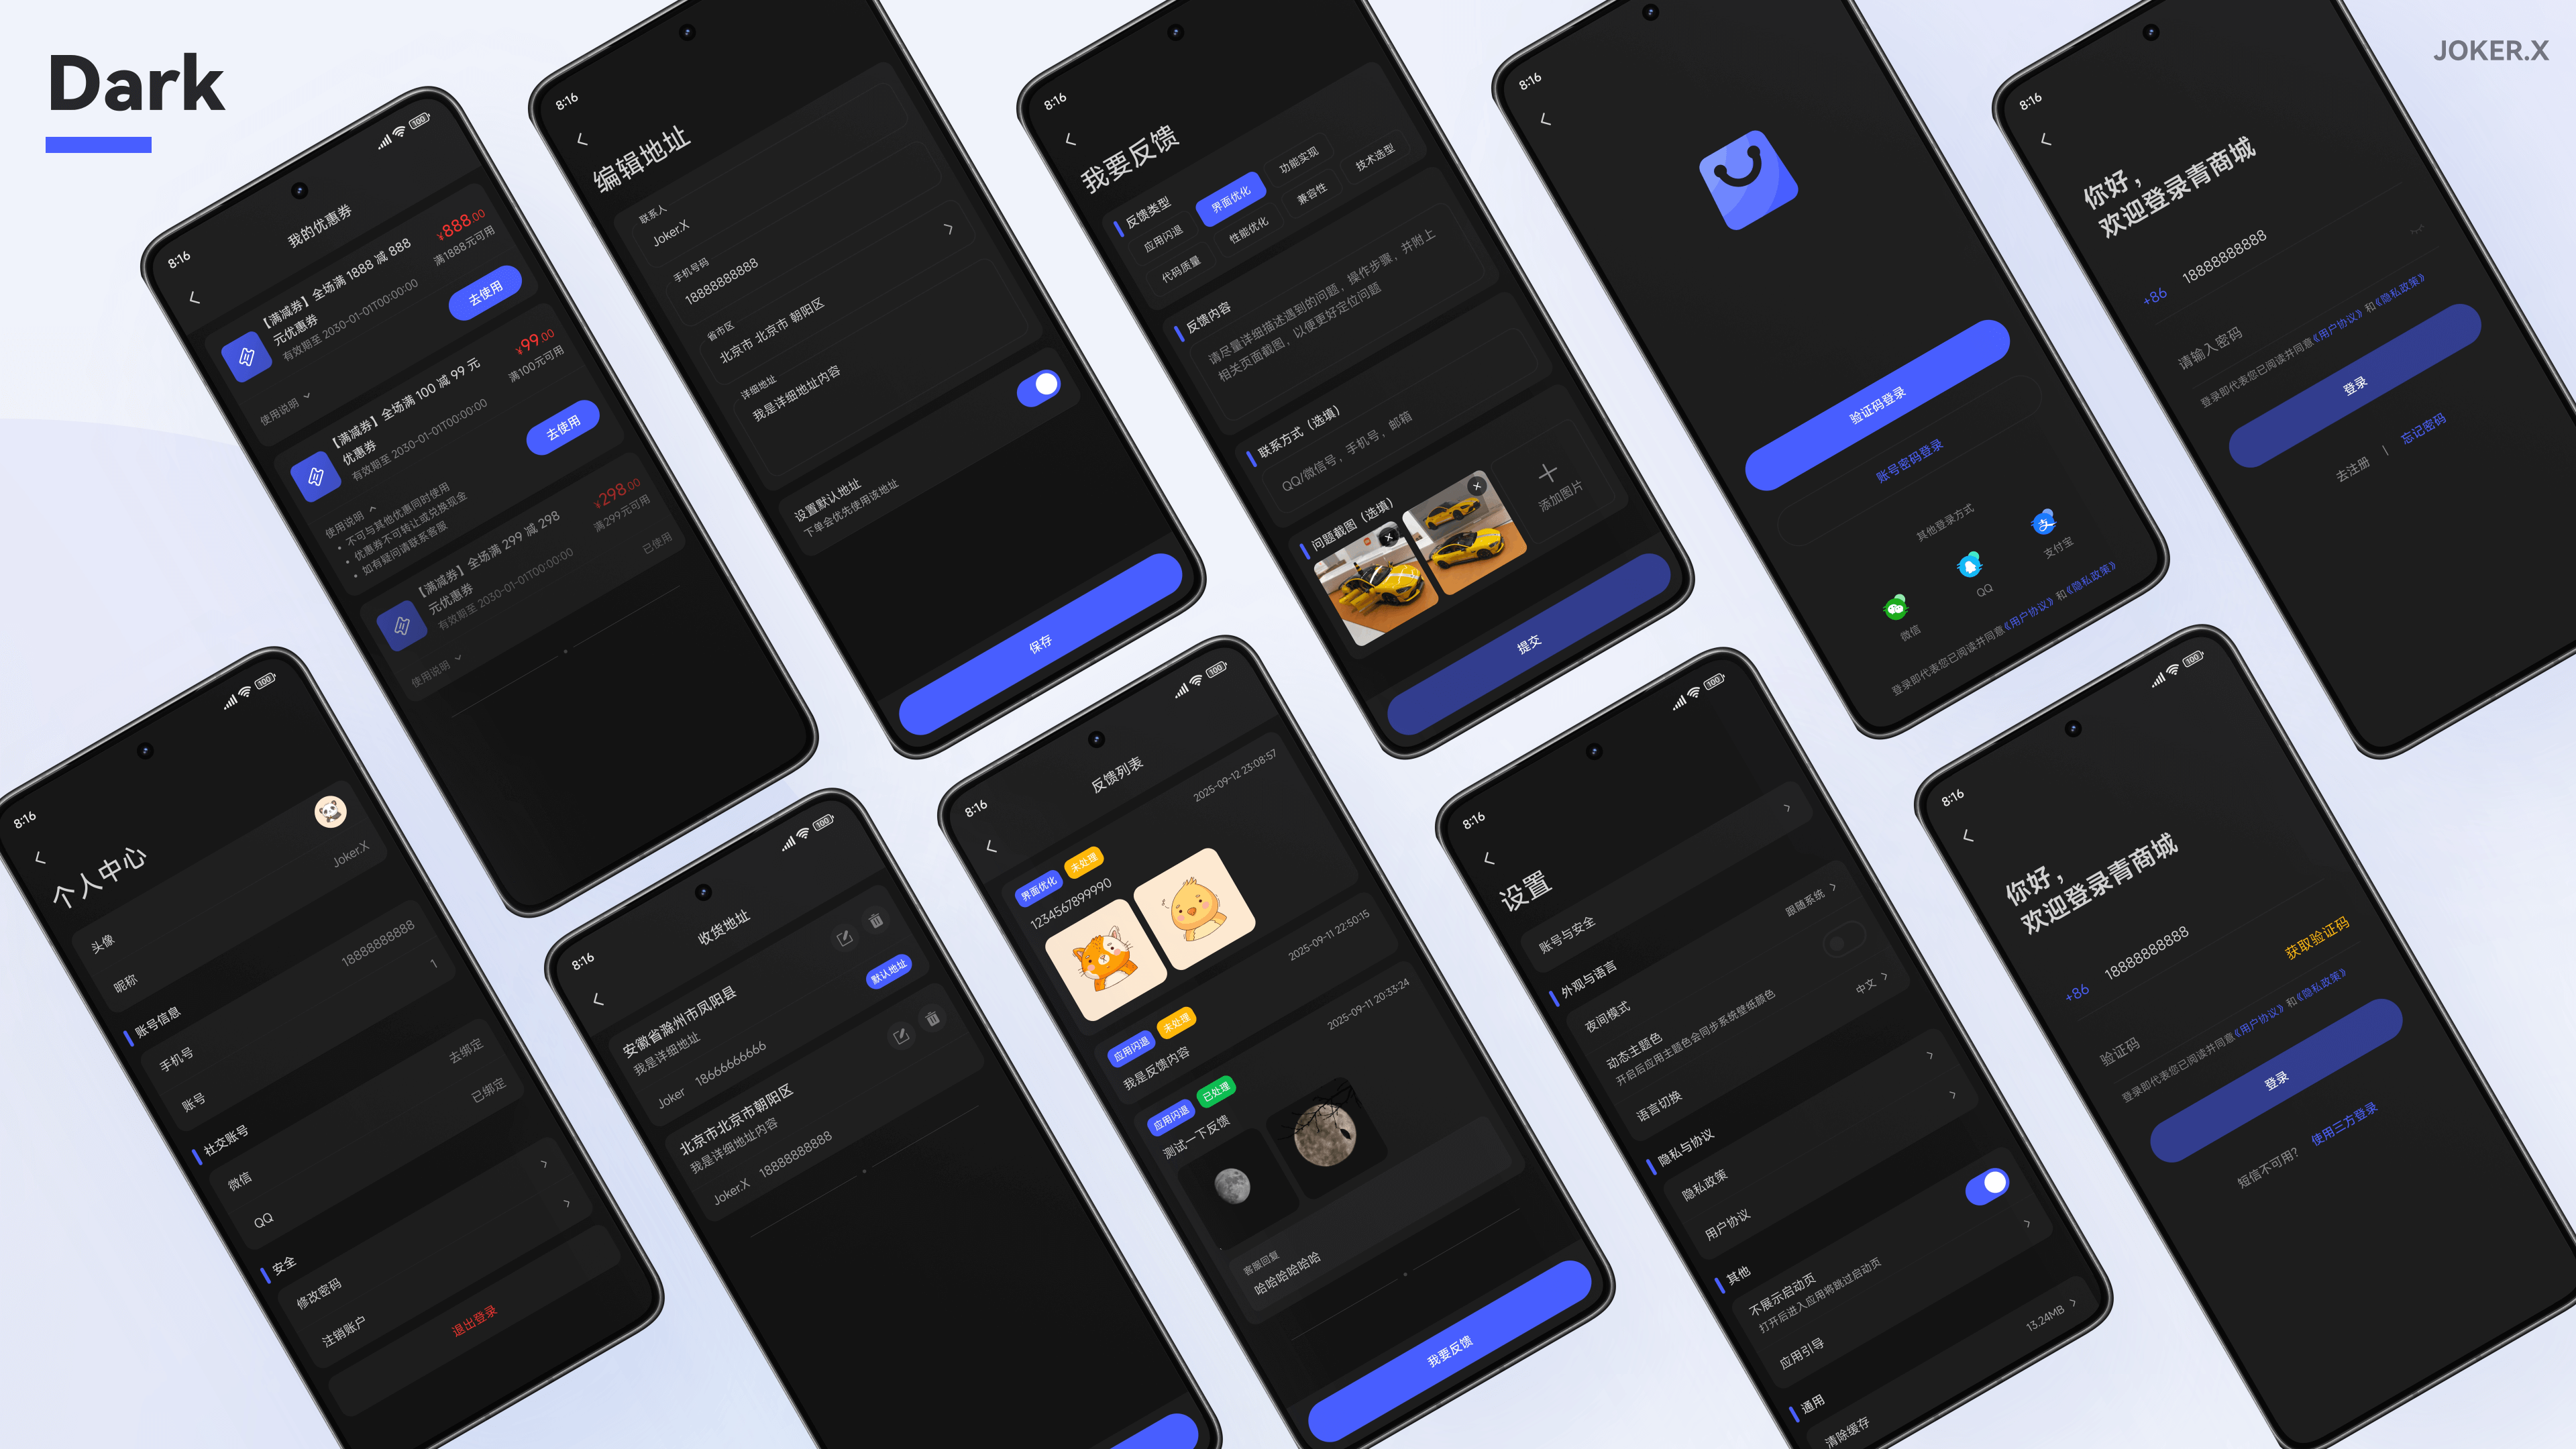 Dark
JOKER.X
8:16
100
我的优惠券
【满减券】全场满 1888 减 888
元优惠券
有效期至 2030-01-01T00:00:00
¥888.00
满1888元可用
去使用
使用说明
【满减券】全场满 100 减 99 元
优惠券
有效期至 2030-01-01T00:00:00
¥99.00
满100元可用
去使用
使用说明
• 不可与其他优惠同时使用
• 优惠券不可转让或兑换现金
• 如有疑问请联系客服
【满减券】全场满 299 减 298
元优惠券
有效期至 2030-01-01T00:00:00
¥298.00
满299元可用
已使用
使用说明
8:16
编辑地址
联系人
Joker.X
手机号码
18888888888
省市区
北京市 北京市 朝阳区
详细地址
我是详细地址内容
设置默认地址
下单会优先使用该地址
保存
8:16
我要反馈
反馈类型
应用闪退
界面优化
功能实现
代码质量
性能优化
兼容性
技术选型
反馈内容
请尽量详细描述遇到的问题，操作步骤，并附上
相关页面截图，以便更好定位问题
联系方式（选填）
QQ/微信号，手机号，邮箱
问题截图（选填）
添加图片
提交
8:16
验证码登录
账号密码登录
其他登录方式
微信
QQ
支付宝
登录即代表您已阅读并同意《用户协议》和《隐私政策》
8:16
你好，
欢迎登录青商城
+86
18888888888
请输入密码
登录即代表您已阅读并同意《用户协议》和《隐私政策》
登录
去注册
|
忘记密码
8:16
100
个人中心
头像
昵称
Joker.X
账号信息
手机号
18888888888
账号
1
社交账号
微信
去绑定
QQ
已绑定
安全
修改密码
注销账户
退出登录
8:16
100
收货地址
安徽省滁州市凤阳县
我是详细地址
Joker 18666666666
默认地址
北京市北京市朝阳区
我是详细地址内容
Joker.X 18888888888
8:16
100
反馈列表
界面优化
未处理
2025-09-12 23:08:57
123456789990
应用闪退
未处理
2025-09-11 22:50:15
我是反馈内容
应用闪退
已处理
2025-09-11 20:33:24
测试一下反馈
客服回复
哈哈哈哈哈哈
我要反馈
8:16
100
设置
账号与安全
外观与语言
夜间模式
跟随系统
动态主题色
开启后应用主题色会同步系统壁纸颜色
语言切换
中文
隐私与协议
隐私政策
用户协议
其他
不展示启动页
打开后进入应用将跳过启动页
应用引导
通用
清除缓存
13.24MB
8:16
100
你好，
欢迎登录青商城
+86
18888888888
验证码
获取验证码
登录即代表您已阅读并同意《用户协议》和《隐私政策》
登录
短信不可用？
使用三方登录